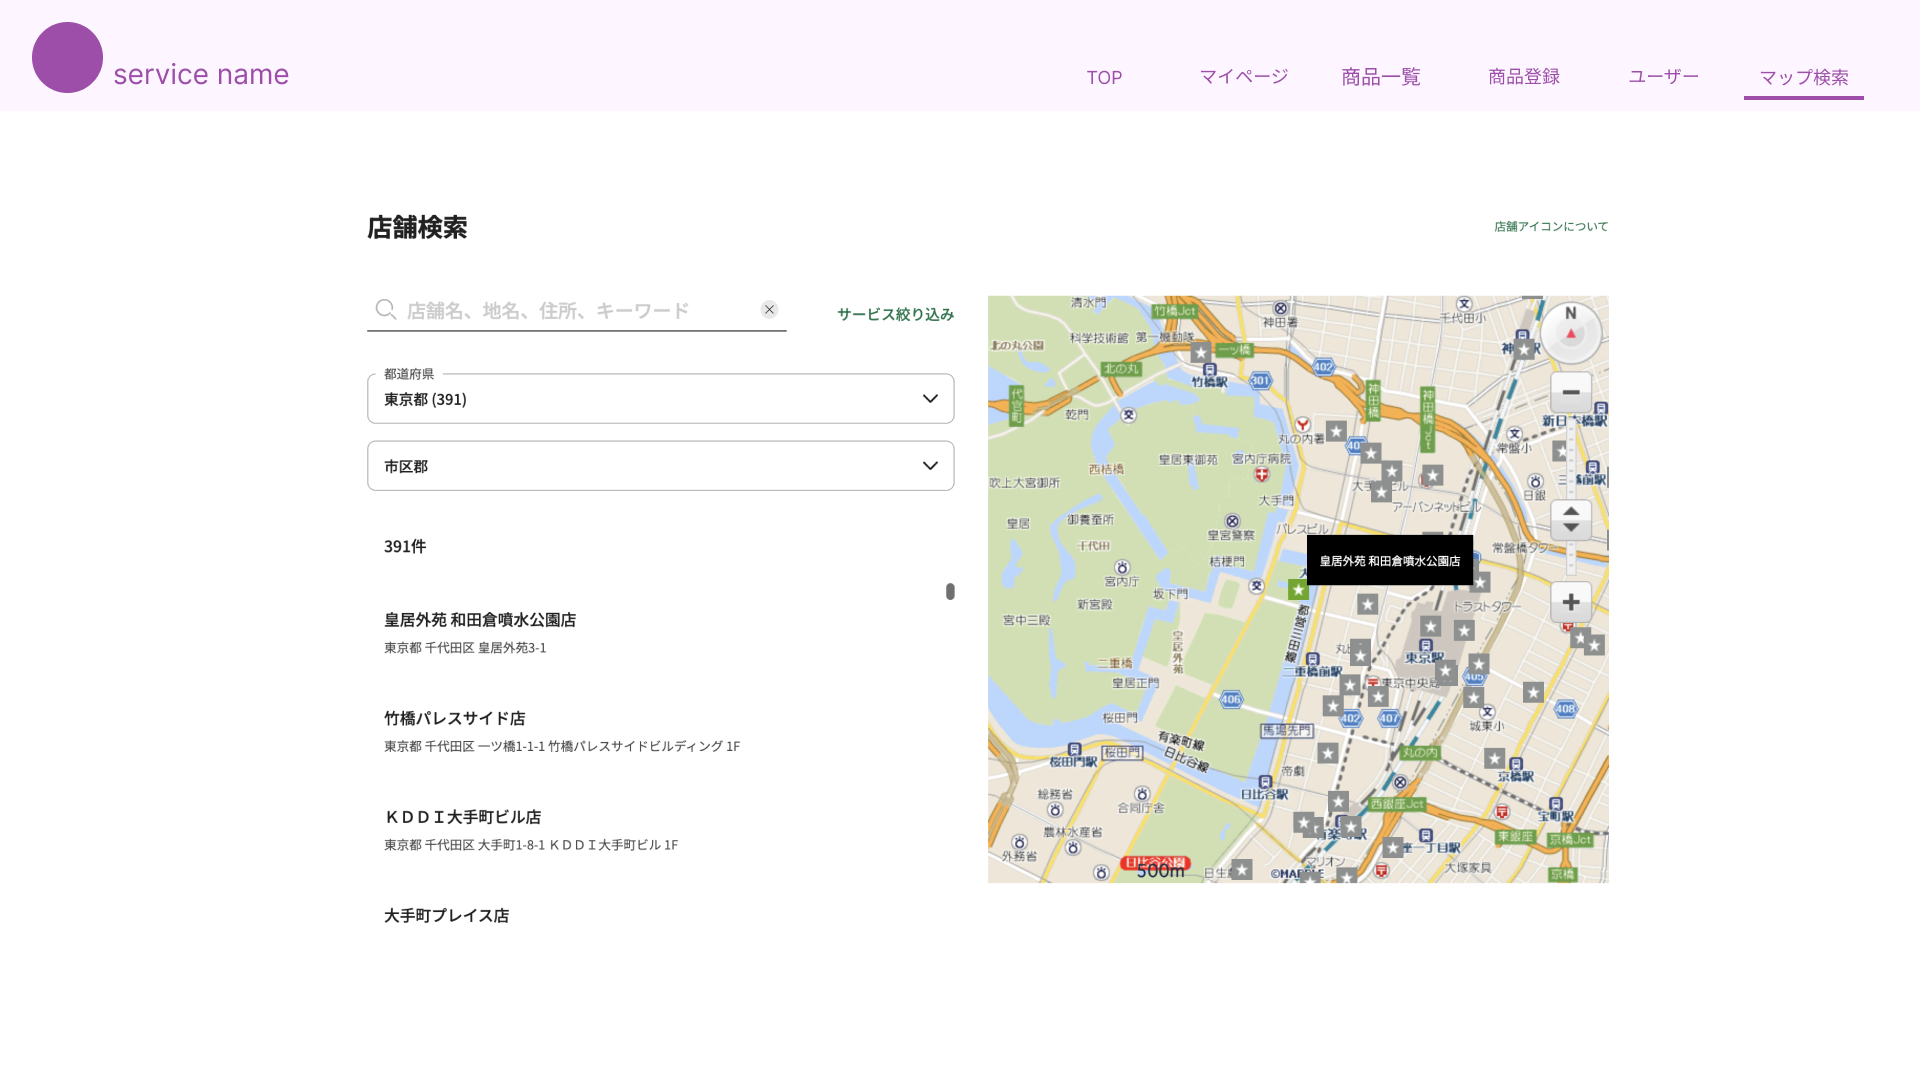 service name
TOP
マイページ
商品一覧
商品登録
ユーザー
マップ検索
店舗検索
店舗アイコンについて
店舗名、地名、住所、キーワード
サービス絞り込み
都道府県
東京都 (391)
市区郡
391件
皇居外苑 和田倉噴水公園店
東京都 千代田区 皇居外苑3-1
竹橋パレスサイド店
東京都 千代田区 一ツ橋1-1-1 竹橋パレスサイドビルディング 1F
ＫＤＤＩ大手町ビル店
東京都 千代田区 大手町1-8-1 ＫＤＤＩ大手町ビル 1F
大手町プレイス店
清水門
竹橋Jct
神田署
千代田小
N
科学技術館
第一機動隊
北の丸公園
一ツ橋
北の丸
竹橋駅
301
402
代官町
神田橋
神田橋Jct
乾門
丸の内署
新日本橋駅
常盤小
西桔橋
皇居東御苑
宮内庁病院
吹上大宮御所
大手門
アーバンネットビル
日銀
皇居
御養蚕所
皇宮警察
パレスビル
千代田
桔梗門
常盤橋タワー
皇居外苑 和田倉噴水公園店
宮内庁
坂下門
新宮殿
トラストタワー
宮中三殿
皇居外苑
都営三田線
二重橋
二重橋前駅
東京駅
皇居正門
東京中央局
405
406
402
407
408
桜田門
馬場先門
城東小
有楽町線
日比谷線
丸の内
桜田門駅
桜田門
帝劇
京橋駅
総務省
合同庁舎
日比谷駅
西銀座Jct
宝町駅
農林水産省
東銀座
京橋Jct
外務省
日比谷公園
500m
マリオン
大塚家具
京橋